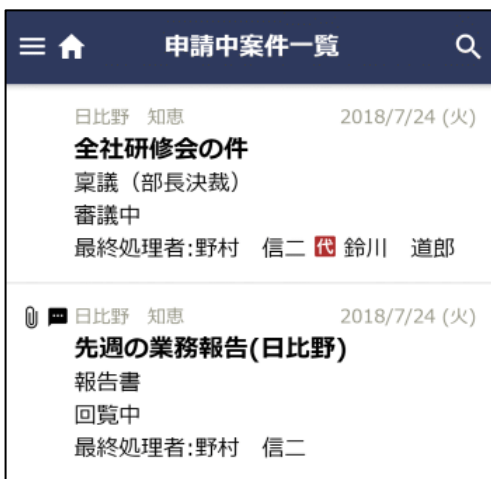 申請中案件一覧
日比野　知恵　2018/7/24 (火)
全社研修会の件
稟議（部長決裁）
審議中
最終処理者:野村　信二 代 鈴川　道郎
日比野　知恵　2018/7/24 (火)
先週の業務報告(日比野)
報告書
回覧中
最終処理者:野村　信二